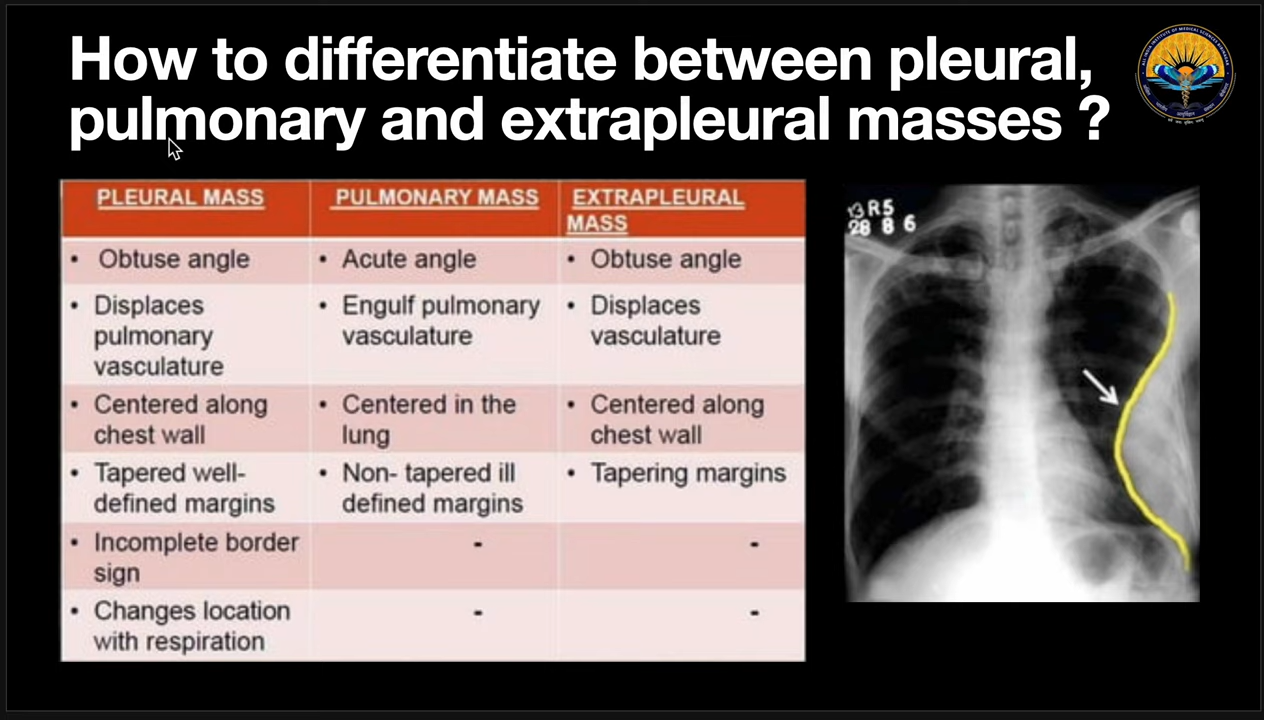 How to differentiate between pleural,
pulmonary and extrapleural masses ?
PLEURAL MASS
PULMONARY MASS
EXTRAPLEURAL
MASS
• Obtuse angle
• Acute angle
• Obtuse angle
• Displaces
pulmonary
vasculature
• Engulf pulmonary
vasculature
• Displaces
vasculature
• Centered along
chest wall
• Centered in the
lung
• Centered along
chest wall
• Tapered well-
defined margins
• Non- tapered ill
defined margins
• Tapering margins
• Incomplete border
sign
-
-
• Changes location
with respiration
-
-
13 R5
28 8 6